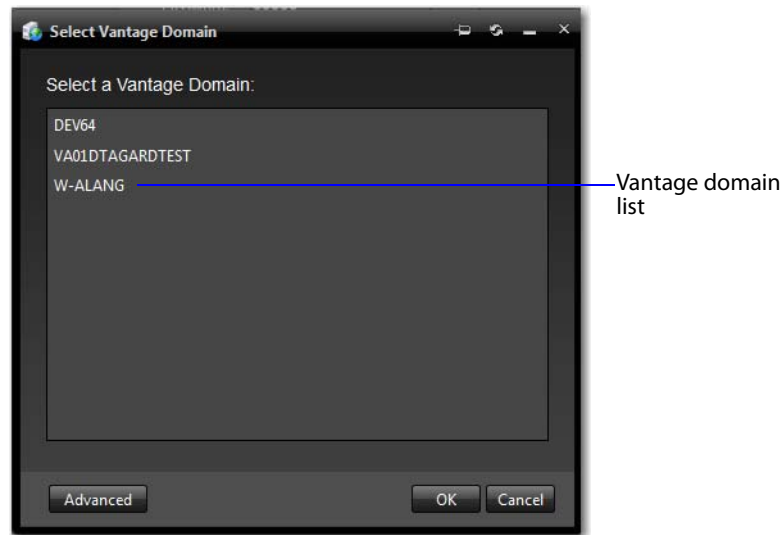 Select Vantage Domain
Select a Vantage Domain:
DEV64
VA01DTAGARDTEST
W-ALANG
Vantage domain
list
Advanced
OK
Cancel